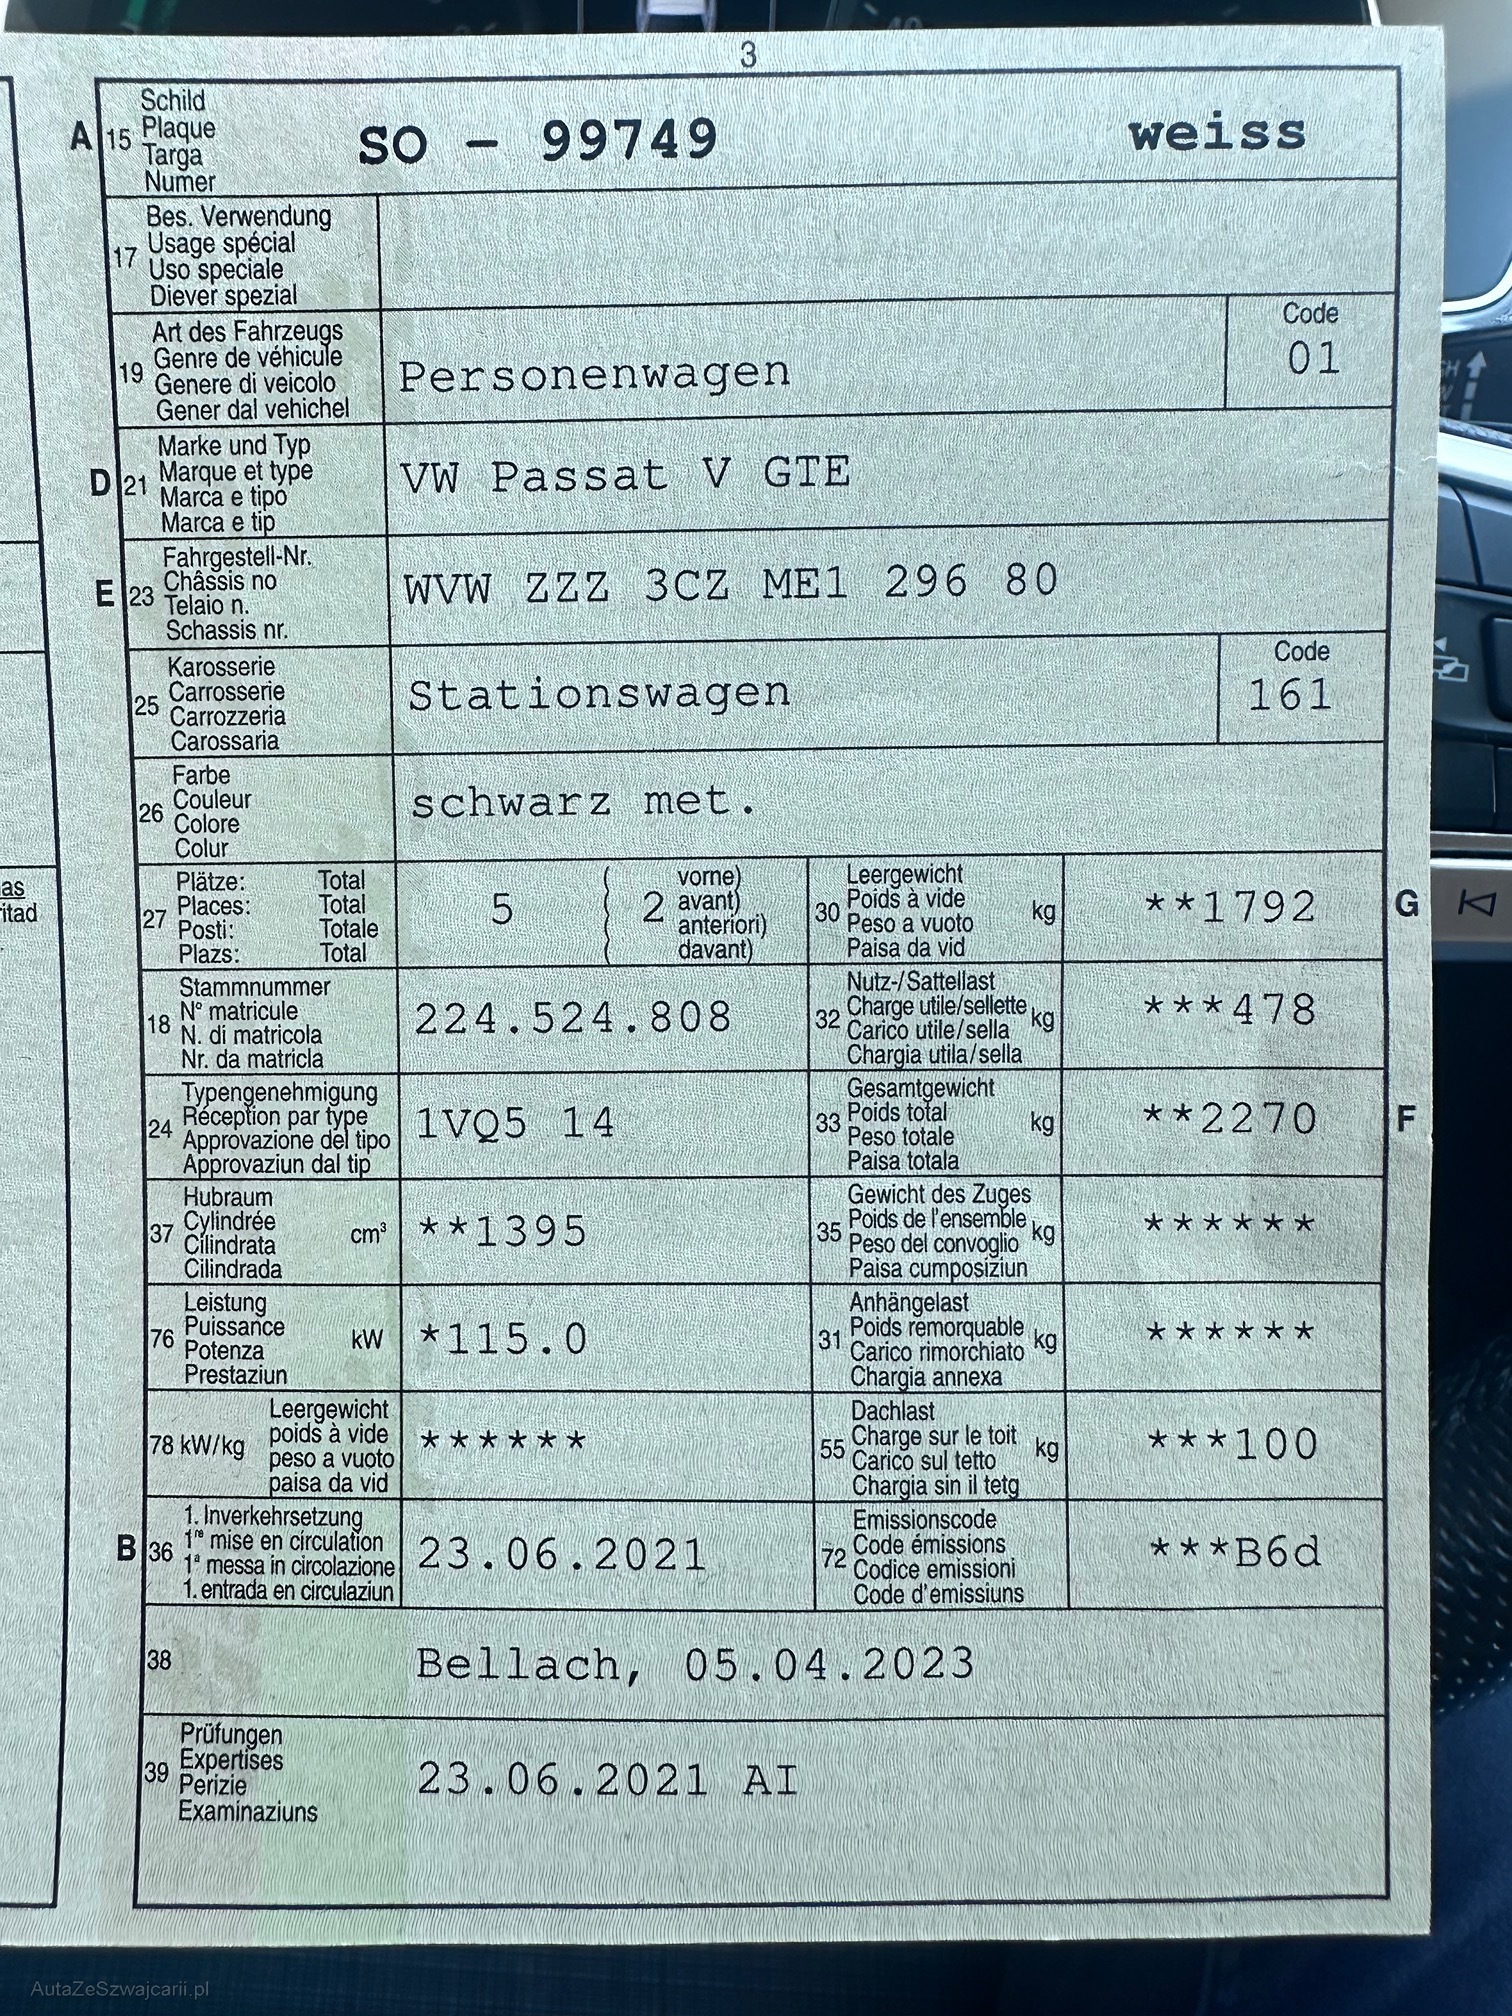 3
A 15 Schild
Plaque
Targa
Numer
SO - 99749 weiss
17 Bes. Verwendung
Usage spécial
Uso speciale
Diever spezial
19 Art des Fahrzeugs
Genre de véhicule
Genere di veicolo
Gener dal vehichel
Personenwagen
Code
01
D 21 Marke und Typ
Marque et type
Marca e tipo
Marca e tip
VW Passat V GTE
E 23 Fahrgestell-Nr.
Châssis no
Telaio n.
Schassis nr.
WVW ZZZ 3CZ ME1 296 80
25 Karosserie
Carrosserie
Carrozzeria
Carossaria
Stationswagen
Code
161
26 Farbe
Couleur
Colore
Colur
schwarz met.
27 Plätze: Total
Places: Total
Posti: Totale
Plazs: Total
5 ( 2 vorne)
avant)
anteriori)
davant)
30 Leergewicht
Poids à vide
Peso a vuoto
Paisa da vid
kg
**1792 G
18 Stammnummer
N° matricule
N. di matricola
Nr. da matricla
224.524.808
32 Nutz-/Sattellast
Charge utile/sellette
Carico utile/sella
Chargia utila/sella
kg
***478
24 Typengenehmigung
Réception par type
Approvazione del tipo
Approvaziun dal tip
1VQ5 14
33 Gesamtgewicht
Poids total
Peso totale
Paisa totala
kg
**2270 F
37 Hubraum
Cylindrée
Cilindrata
Cilindrada
cm³
**1395
35 Gewicht des Zuges
Poids de l'ensemble
Peso del convoglio
Paisa cumposiziun
kg
******
76 Leistung
Puissance
Potenza
Prestaziun
kW
*115.0
31 Anhängelast
Poids remorquable
Carico rimorchiato
Chargia annexa
kg
******
78 kW/kg Leergewicht
poids à vide
peso a vuoto
paisa da vid
******
55 Dachlast
Charge sur le toit
Carico sul tetto
Chargia sin il tetg
kg
***100
B 36 1. Inverkehrsetzung
1re mise en circulation
1a messa in circolazione
1. entrada en circulaziun
23.06.2021
72 Emissionscode
Code émissions
Codice emissioni
Code d'emissiuns
***B6d
38 Bellach, 05.04.2023
39 Prüfungen
Expertises
Perizie
Examinaziuns
23.06.2021 AI
as
itad
AutaZeSzwajcarii.pl